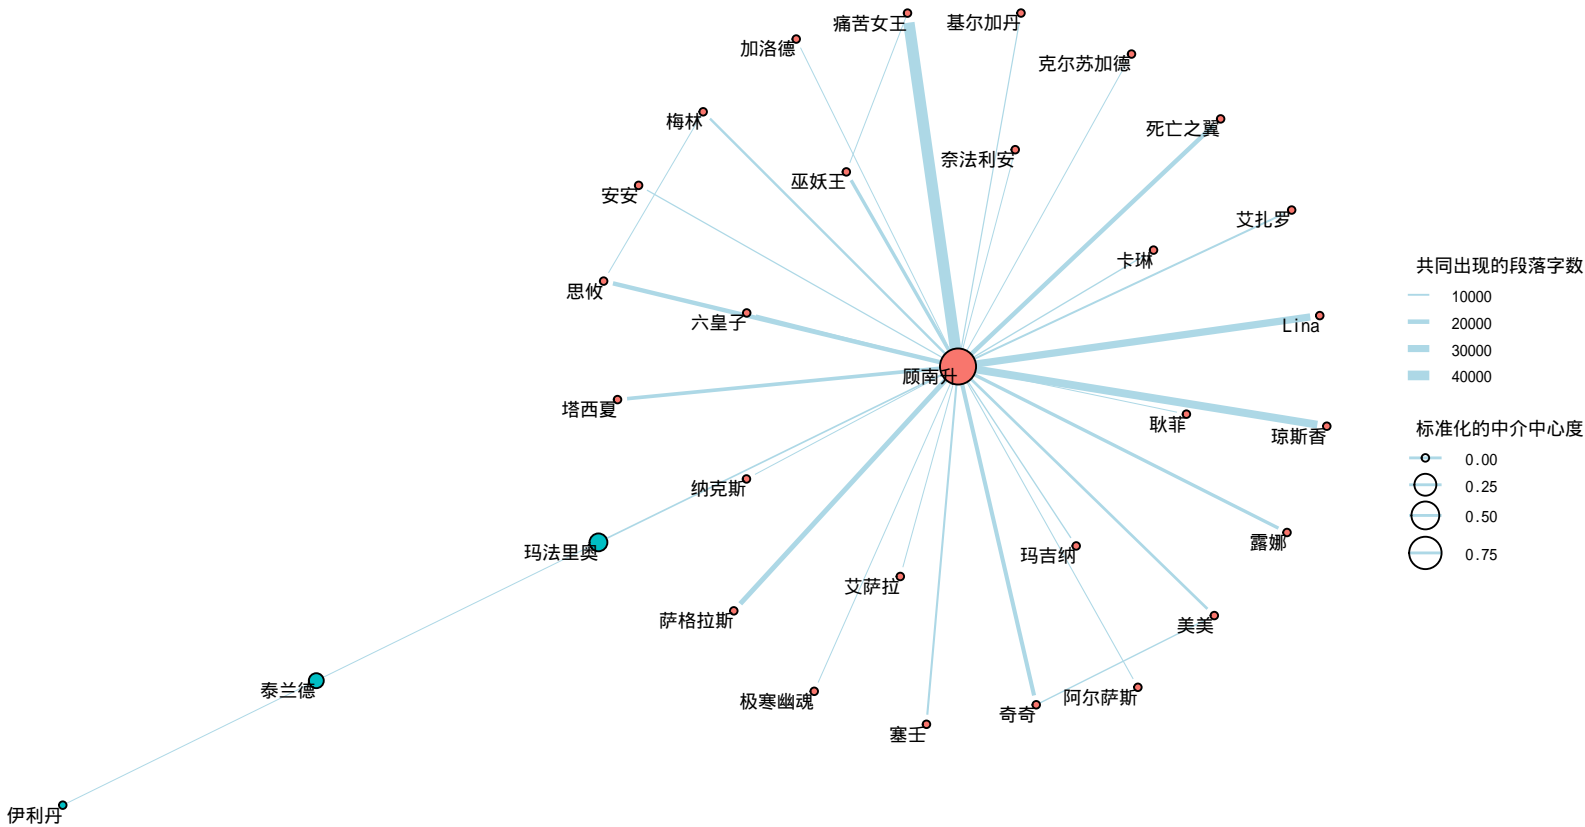 痛苦女王
基尔加丹
加洛德
克尔苏加德
梅林
死亡之翼
奈法利安
巫妖王
安安
艾扎罗
卡琳
思攸
六皇子
Lina
顾南升
塔西夏
耿菲
琼斯香
纳克斯
玛法里奥
露娜
玛吉纳
艾萨拉
萨格拉斯
美美
泰兰德
极寒幽魂
阿尔萨斯
奇奇
塞壬
伊利丹
共同出现的段落字数
10000
20000
30000
40000
标准化的中介中心度
0.00
0.25
0.50
0.75